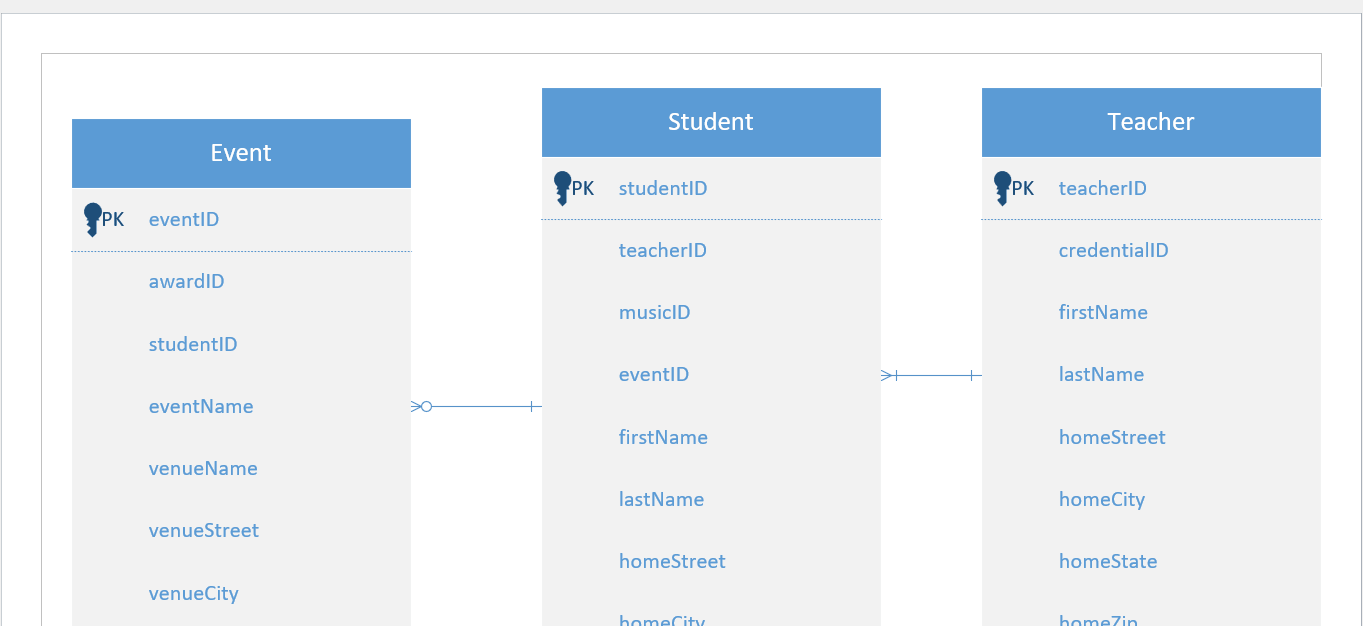 Event
PK eventID
awardID
studentID
eventName
venueName
venueStreet
venueCity
Student
PK studentID
teacherID
musicID
eventID
firstName
lastName
homeStreet
homeCity
Teacher
PK teacherID
credentialID
firstName
lastName
homeStreet
homeCity
homeState
homeZip